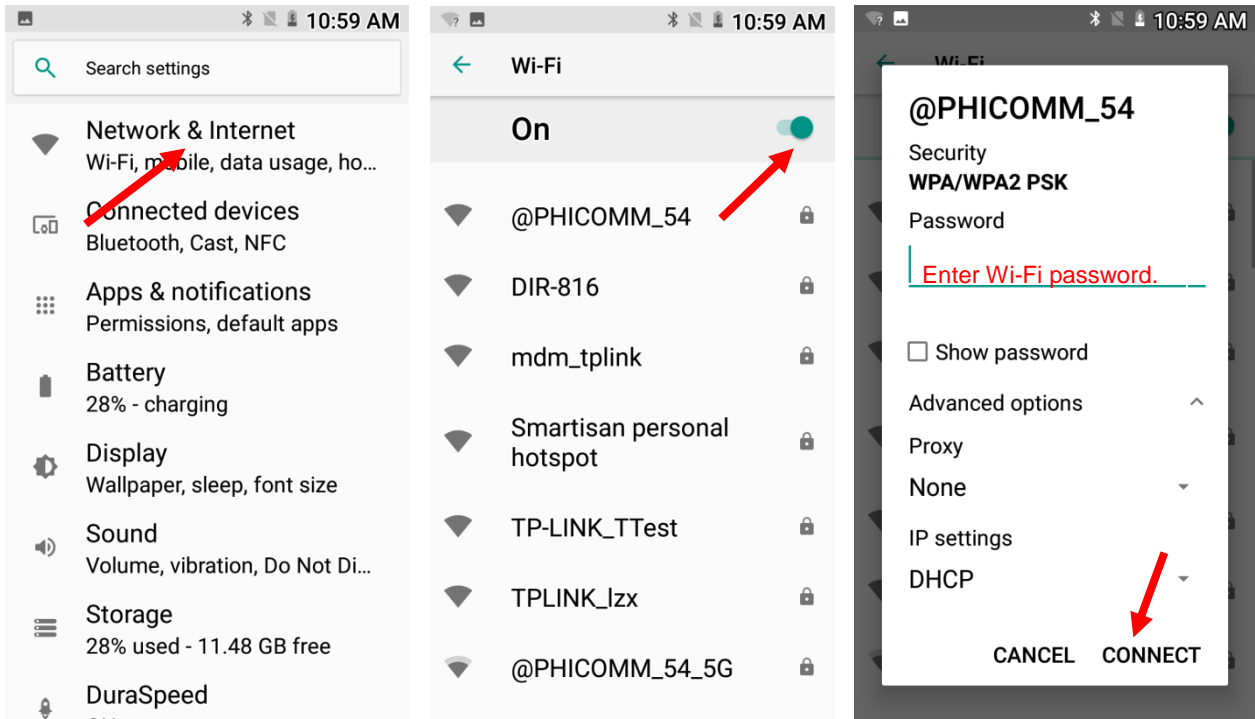 10:59 AM
Search settings
Network & Internet
Wi-Fi, mobile, data usage, ho...
Connected devices
Bluetooth, Cast, NFC
Apps & notifications
Permissions, default apps
Battery
28% - charging
Display
Wallpaper, sleep, font size
Sound
Volume, vibration, Do Not Di...
Storage
28% used - 11.48 GB free
DuraSpeed
10:59 AM
Wi-Fi
On
@PHICOMM_54
DIR-816
mdm_tplink
Smartisan personal
hotspot
TP-LINK_TTest
TPLINK_lzx
@PHICOMM_54_5G
10:59 AM
Wi-Fi
@PHICOMM_54
Security
WPA/WPA2 PSK
Password
Enter Wi-Fi password.
Show password
Advanced options
Proxy
None
IP settings
DHCP
CANCEL CONNECT